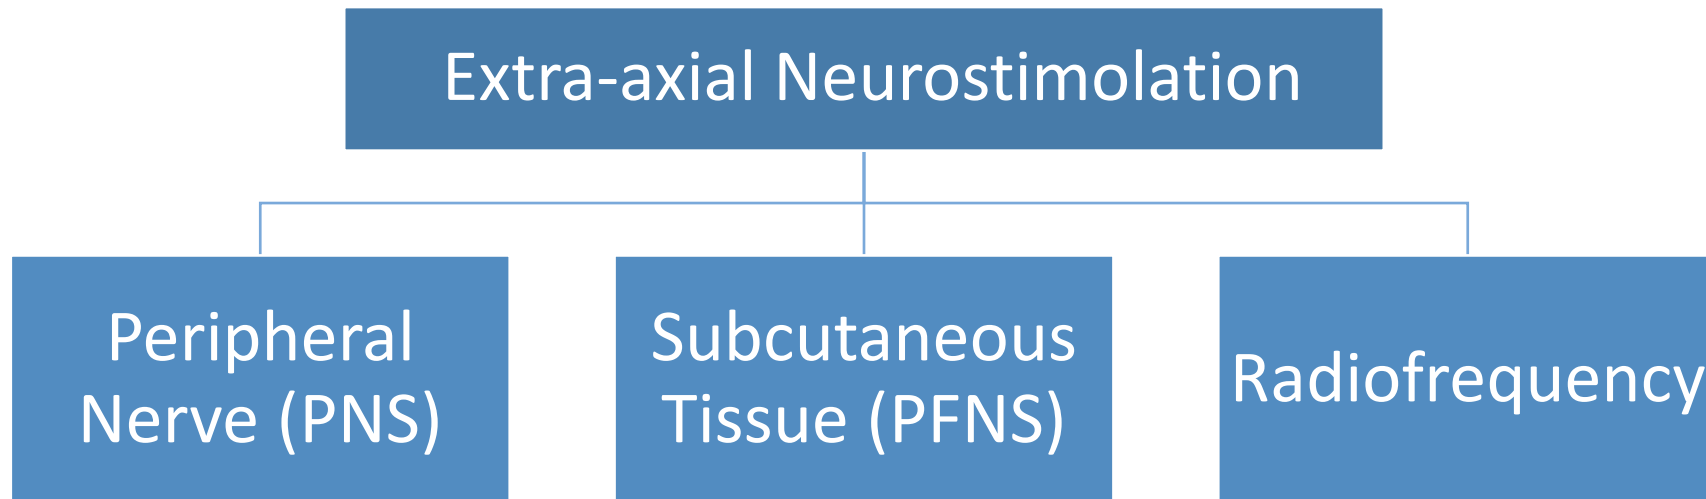 Extra-axial Neurostimolation
Peripheral
Nerve (PNS)
Subcutaneous
Tissue (PFNS)
Radiofrequency